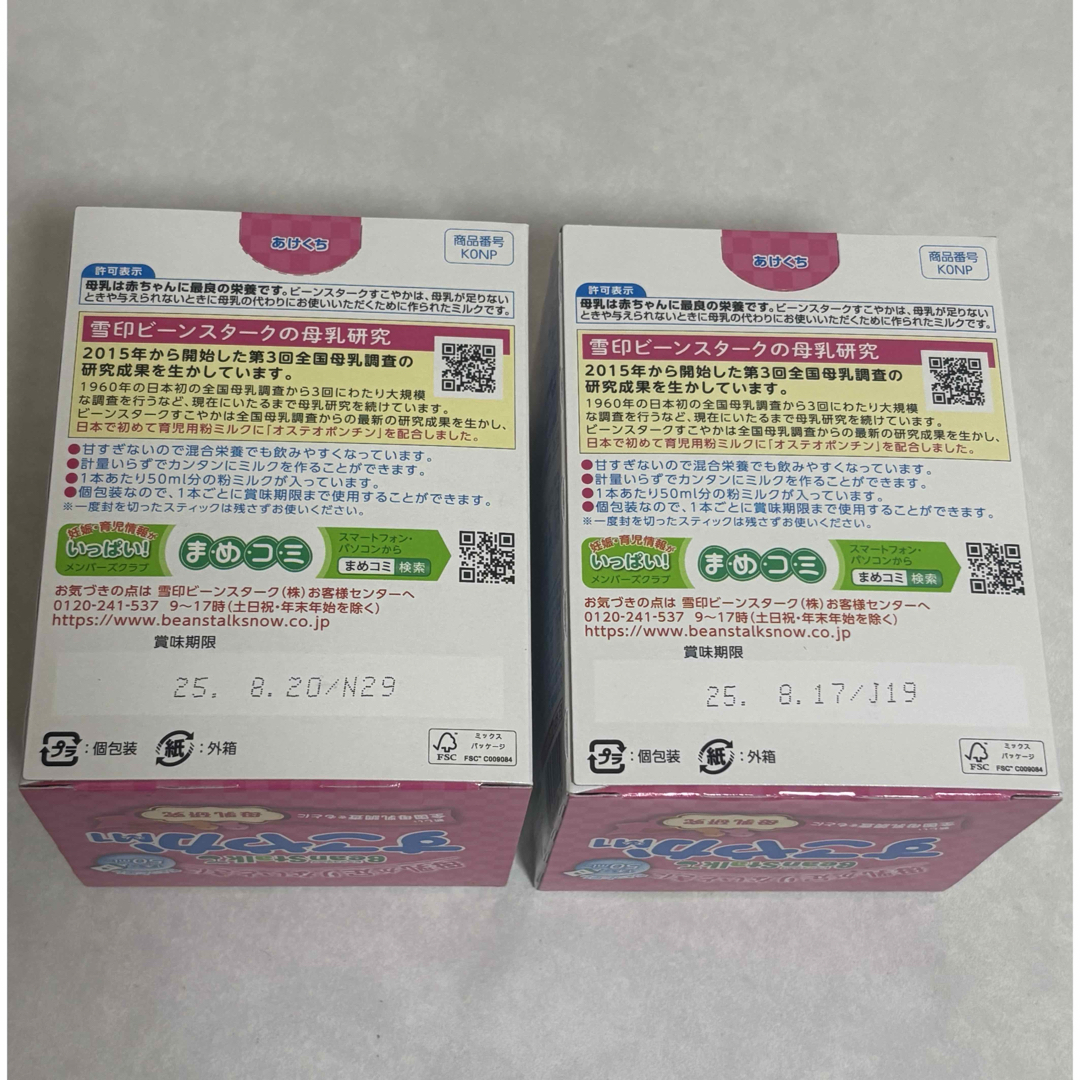 あけくち
商品番号
K0NP
許可表示
母乳は赤ちゃんに最良の栄養です。ビーンスタークすこやかは、母乳が足りない
ときや与えられないときに母乳の代わりにお使いいただくために作られたミルクです。
雪印ビーンスタークの母乳研究
2015年から開始した第3回全国母乳調査の
研究成果を生かしています。
1960年の日本初の全国母乳調査から3回にわたり大規模
な調査を行うなど、現在にいたるまで母乳研究を続けています。
ビーンスタークすこやかは全国母乳調査からの最新の研究成果を生かし、
日本で初めて育児用粉ミルクに「オステオポンチン」を配合しました。
●甘すぎないので混合栄養でも飲みやすくなっています。
●計量いらずでカンタンにミルクを作ることができます。
●1本あたり50ml分の粉ミルクが入っています。
●個包装なので、1本ごとに賞味期限まで使用することができます。
※一度封を切ったスティックは残さずお使いください。
妊娠・育児情報が
いっぱい!
メンバーズクラブ
ま・め・コ・ミ
スマートフォン・
パソコンから
まめコミ 検索
お気づきの点は 雪印ビーンスターク(株)お客様センターへ
0120-241-537 9〜17時(土日祝・年末年始を除く)
https://www.beanstalksnow.co.jp
賞味期限
25. 8.20/N29
プラ :個包装 紙 :外箱
FSC
ミックス
パッケージ
FSC™ C009084
母乳研究
全国母乳調査をもとに
すこやかM1
BeanStalk
あけくち
商品番号
K0NP
許可表示
母乳は赤ちゃんに最良の栄養です。ビーンスタークすこやかは、母乳が足りない
ときや与えられないときに母乳の代わりにお使いいただくために作られたミルクです。
雪印ビーンスタークの母乳研究
2015年から開始した第3回全国母乳調査の
研究成果を生かしています。
1960年の日本初の全国母乳調査から3回にわたり大規模
な調査を行うなど、現在にいたるまで母乳研究を続けています。
ビーンスタークすこやかは全国母乳調査からの最新の研究成果を生かし、
日本で初めて育児用粉ミルクに「オステオポンチン」を配合しました。
●甘すぎないので混合栄養でも飲みやすくなっています。
●計量いらずでカンタンにミルクを作ることができます。
●1本あたり50ml分の粉ミルクが入っています。
●個包装なので、1本ごとに賞味期限まで使用することができます。
※一度封を切ったスティックは残さずお使いください。
妊娠・育児情報が
いっぱい!
メンバーズクラブ
ま・め・コ・ミ
スマートフォン・
パソコンから
まめコミ 検索
お気づきの点は 雪印ビーンスターク(株)お客様センターへ
0120-241-537 9〜17時(土日祝・年末年始を除く)
https://www.beanstalksnow.co.jp
賞味期限
25. 8.17/J19
プラ :個包装 紙 :外箱
FSC
ミックス
パッケージ
FSC™ C009084
母乳研究
全国母乳調査をもとに
すこやかM1
BeanStalk